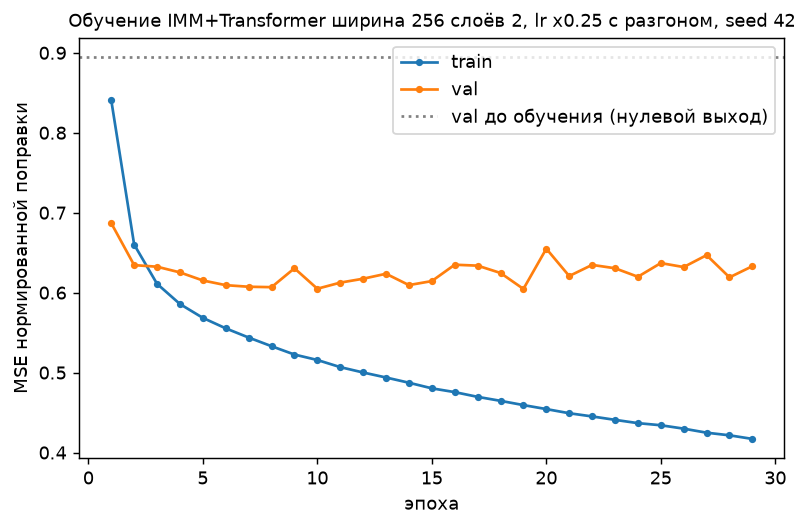 Обучение IMM+Transformer ширина 256 слоёв 2, lr x0.25 с разгоном, seed 42
MSE нормированной поправки
0.9
0.8
0.7
0.6
0.5
0.4
train
val
val до обучения (нулевой выход)
0
5
10
15
20
25
30
эпоха